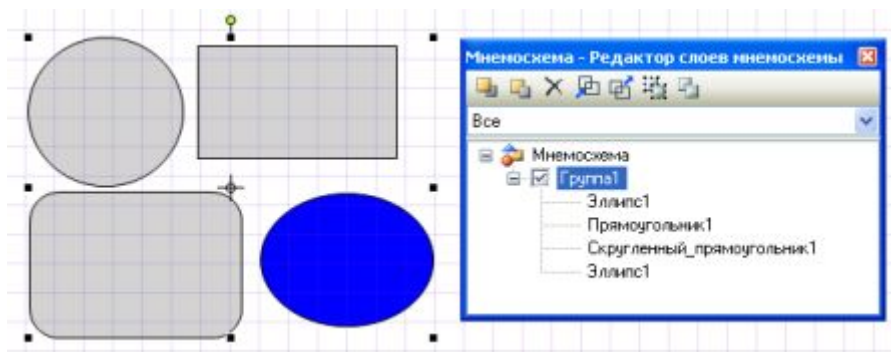 Мнемосхема - Редактор слоев мнемосхемы
Все
Мнемосхема
Группа1
Эллипс1
Прямоугольник1
Скругленный_прямоугольник1
Эллипс1